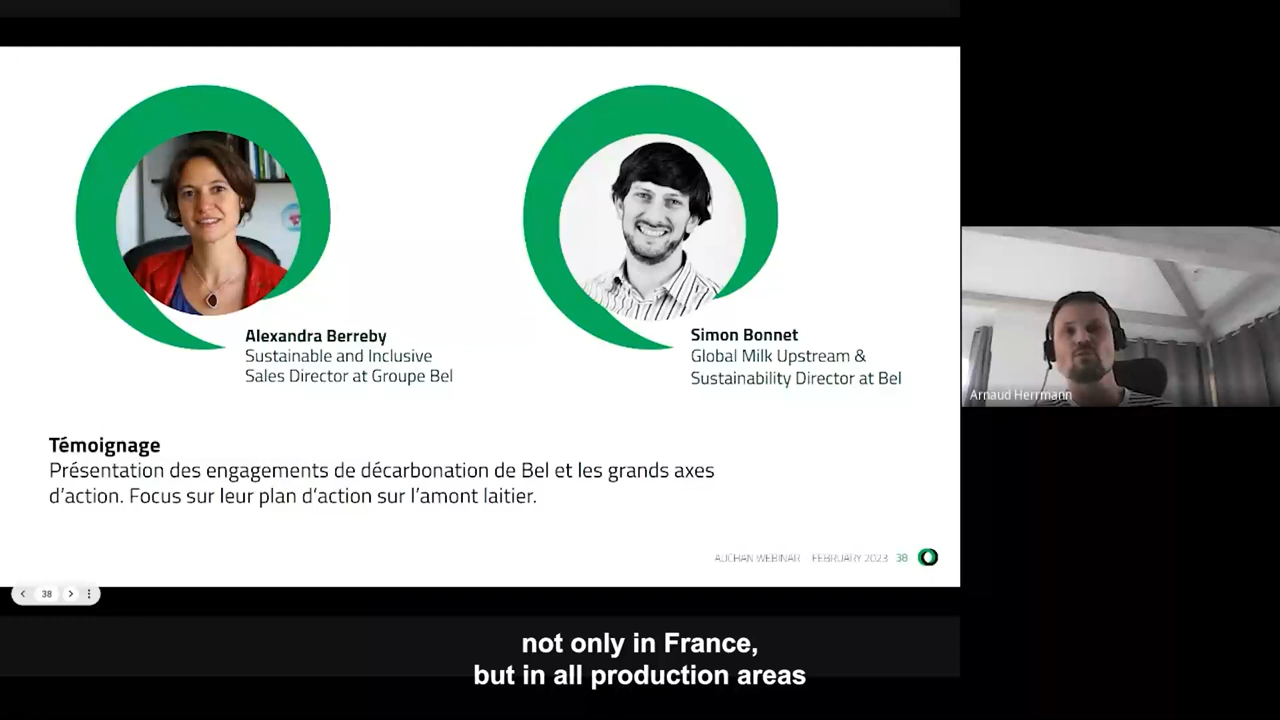 Alexandra Berreby
Sustainable and Inclusive
Sales Director at Groupe Bel
Simon Bonnet
Global Milk Upstream &
Sustainability Director at Bel
Arnaud Herrmann
Témoignage
Présentation des engagements de décarbonation de Bel et les grands axes
d'action. Focus sur leur plan d'action sur l'amont laitier.
AUCHAN WEBINAR FEBRUARY 2023 38
38
not only in France,
but in all production areas